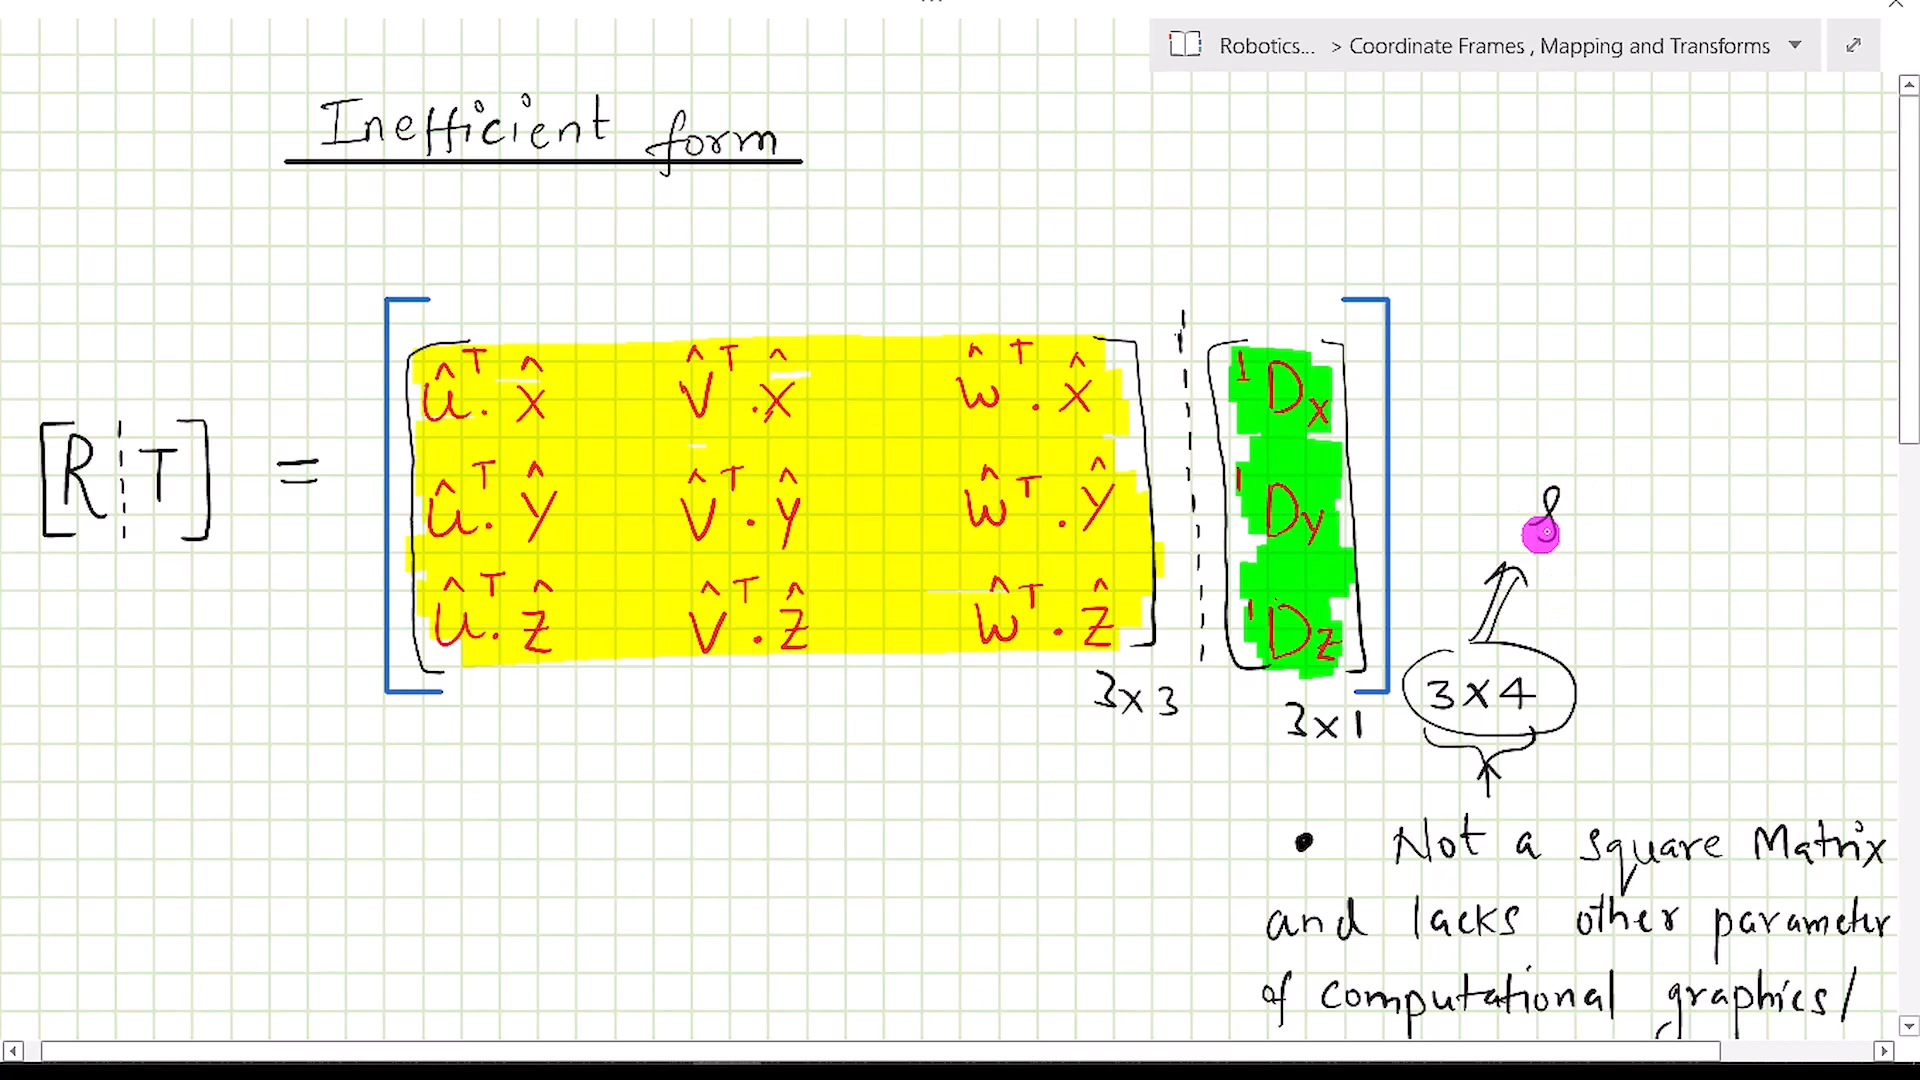 Robotics... > Coordinate Frames , Mapping and Transforms
Inefficient form
[R ¦ T] =
û^T . x̂ v̂^T . x̂ ŵ^T . x̂ ¹Dx
û^T . ŷ v̂^T . ŷ ŵ^T . ŷ ¹Dy
û^T . ẑ v̂^T . ẑ ŵ^T . ẑ ¹Dz
3x3 3x1 3x4
• Not a square Matrix
and lacks other parameter
of computational graphics/